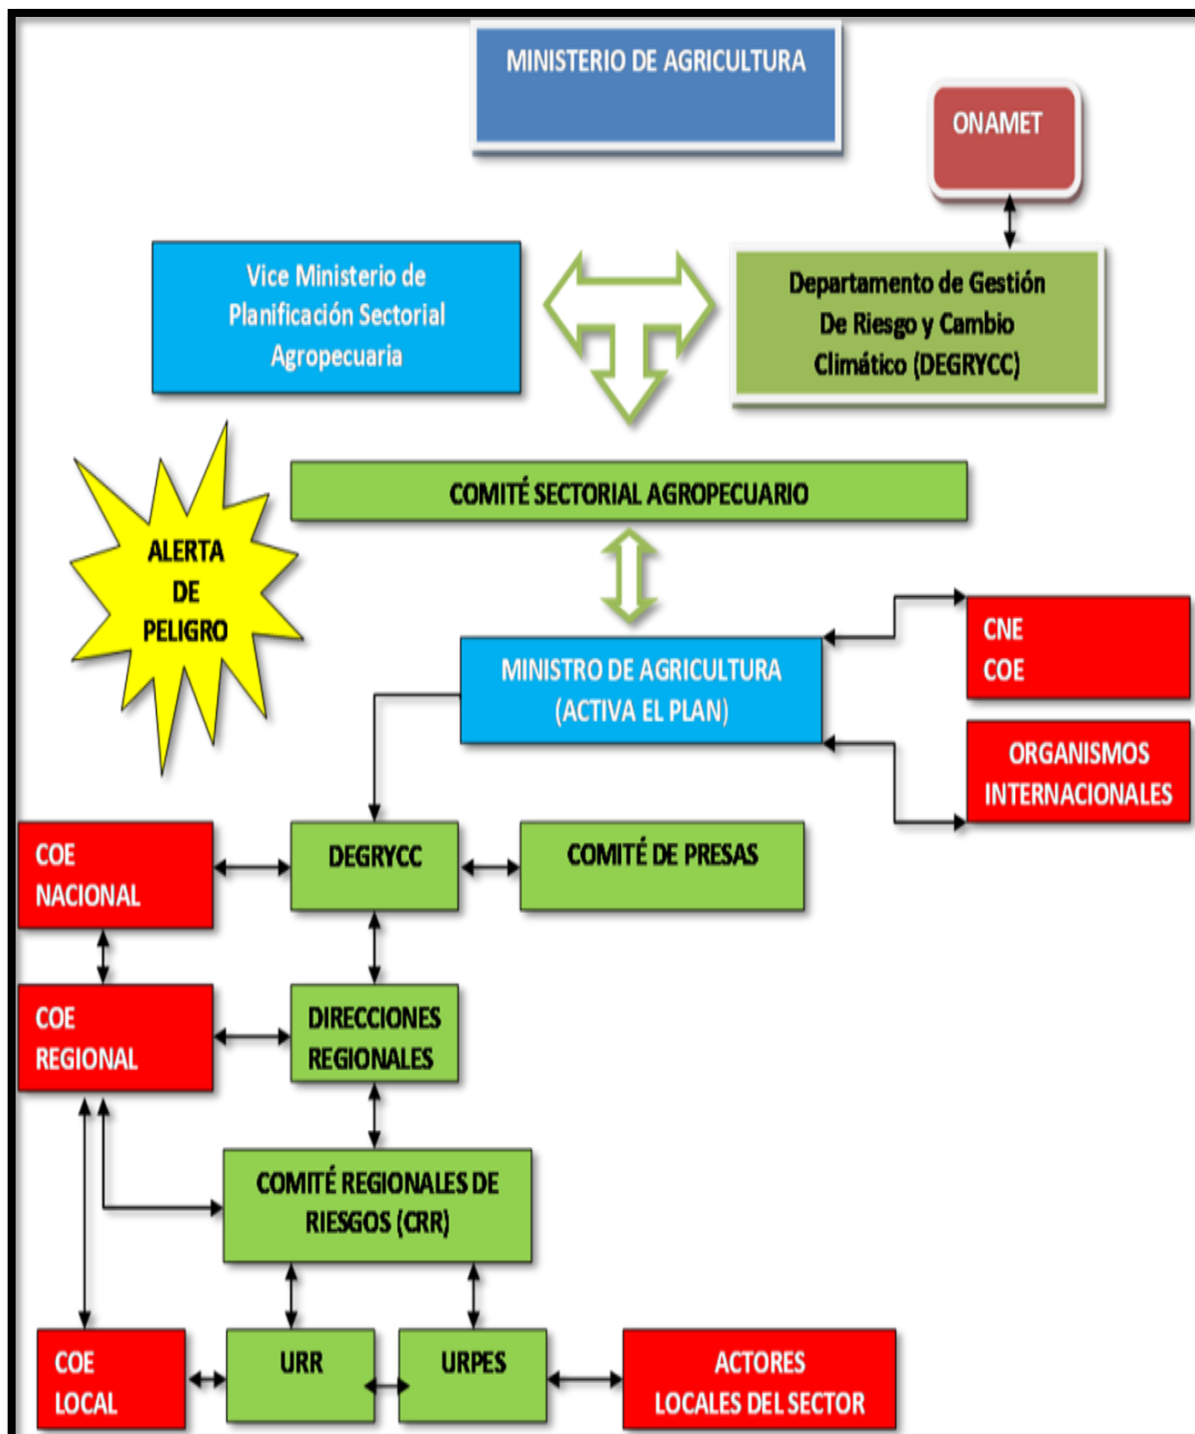 MINISTERIO DE AGRICULTURA
ONAMET
Vice Ministerio de
Planificación Sectorial
Agropecuaria
Departamento de Gestión
De Riesgo y Cambio
Climático (DEGRYCC)
COMITÉ SECTORIAL AGROPECUARIO
ALERTA
DE
PELIGRO
MINISTRO DE AGRICULTURA
(ACTIVA EL PLAN)
CNE
COE
ORGANISMOS
INTERNACIONALES
COE
NACIONAL
DEGRYCC
COMITÉ DE PRESAS
COE
REGIONAL
DIRECCIONES
REGIONALES
COMITÉ REGIONALES DE
RIESGOS (CRR)
COE
LOCAL
URR
URPES
ACTORES
LOCALES DEL SECTOR